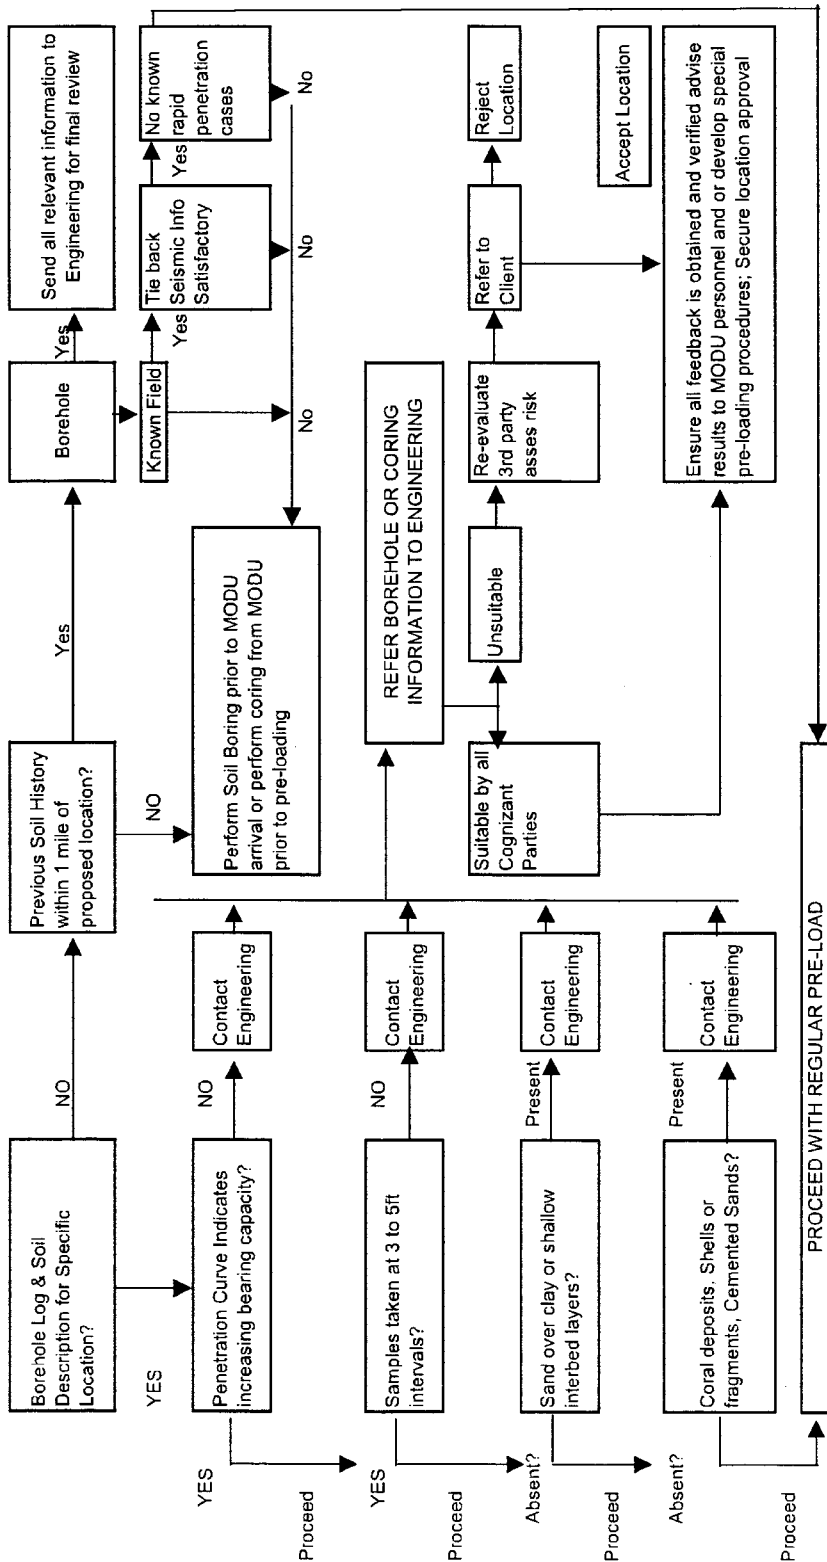 Borehole Log & Soil
Description for Specific
Location?
NO
Previous Soil History
within 1 mile of
proposed location?
Yes
Borehole
Yes
Send all relevant information to
Engineering for final review
Known Field
Yes
Tie back
Seismic Info
Satisfactory
Yes
No known
rapid
penetration
cases
No
No
No
YES
NO
Penetration Curve Indicates
increasing bearing capacity?
NO
Contact
Engineering
Perform Soil Boring prior to MODU
arrival or perform coring from MODU
prior to pre-loading
YES
Proceed
Samples taken at 3 to 5ft
intervals?
NO
Contact
Engineering
REFER BOREHOLE OR CORING
INFORMATION TO ENGINEERING
YES
Proceed
Sand over clay or shallow
interbed layers?
Present
Contact
Engineering
Suitable by all
Cognizant
Parties
Unsuitable
Re-evaluate
3rd party
asses risk
Refer to
Client
Reject
Location
Absent?
Proceed
Accept Location
Coral deposits, Shells or
fragments, Cemented Sands?
Present
Contact
Engineering
Ensure all feedback is obtained and verified advise
results to MODU personnel and or develop special
pre-loading procedures; Secure location approval
Absent?
Proceed
PROCEED WITH REGULAR PRE-LOAD